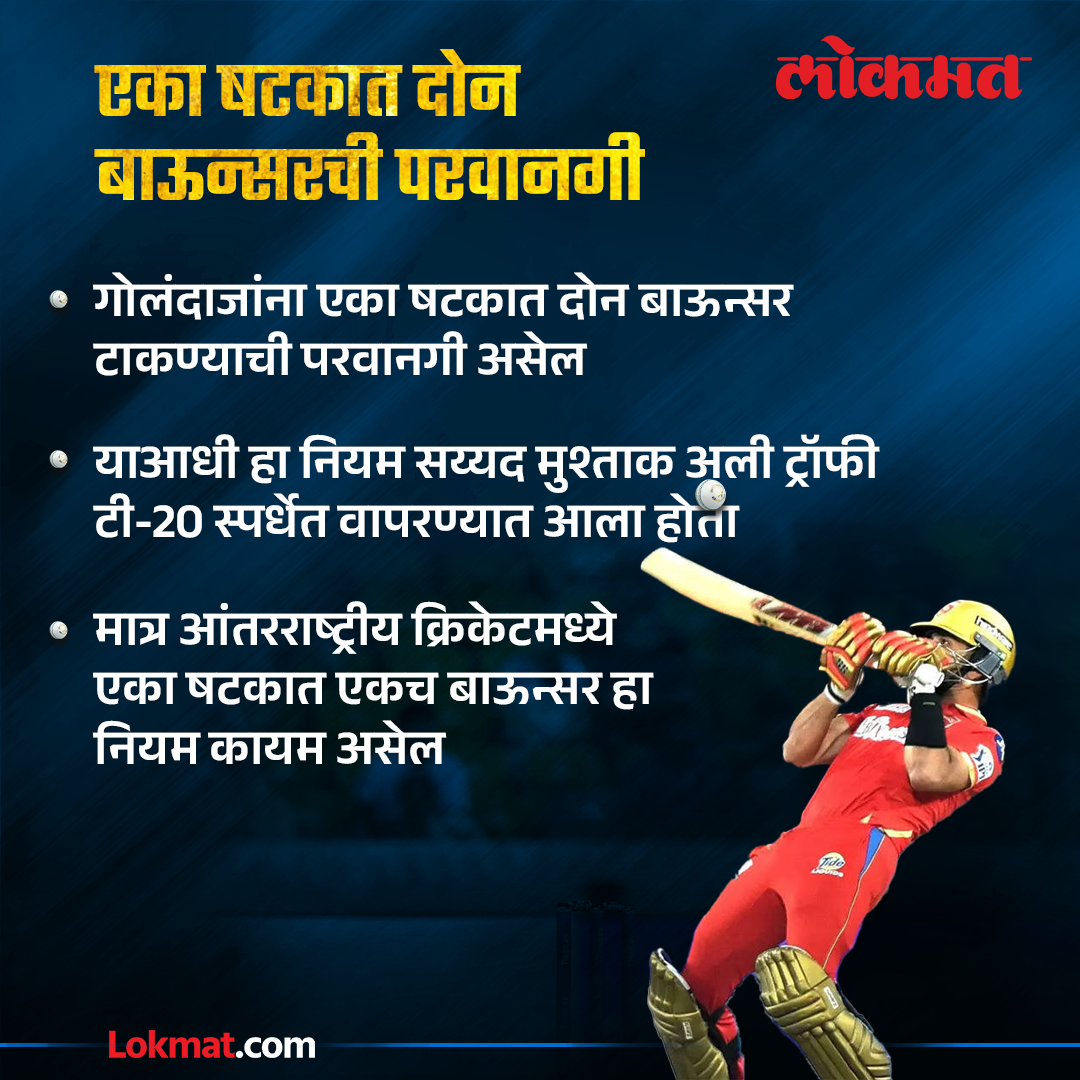 लोकमत
एका षटकात दोन
बाऊन्सरची परवानगी
गोलंदाजांना एका षटकात दोन बाऊन्सर
टाकण्याची परवानगी असेल
याआधी हा नियम सय्यद मुश्ताक अली ट्रॉफी
टी-20 स्पर्धेत वापरण्यात आला होता
मात्र आंतरराष्ट्रीय क्रिकेटमध्ये
एका षटकात एकच बाऊन्सर हा
नियम कायम असेल
Tide
Lokmat.com